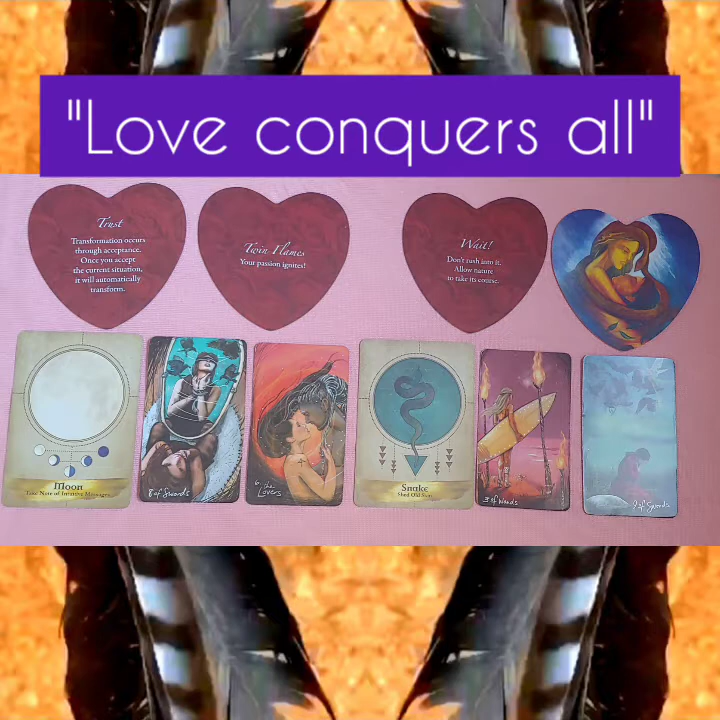 "Love conquers all"
Trust
Transformation occurs
through acceptance.
Once you accept
the current situation,
it will automatically
transform.
Twin Flames
Your passion ignites!
Wait!
Don't rush into it.
Allow nature
to take its course.
Moon
Take Note of Intuitive Messages
8 of Swords
6. the
Lovers
Snake
Shed Old Skin
3 of Wands
9 of Swords